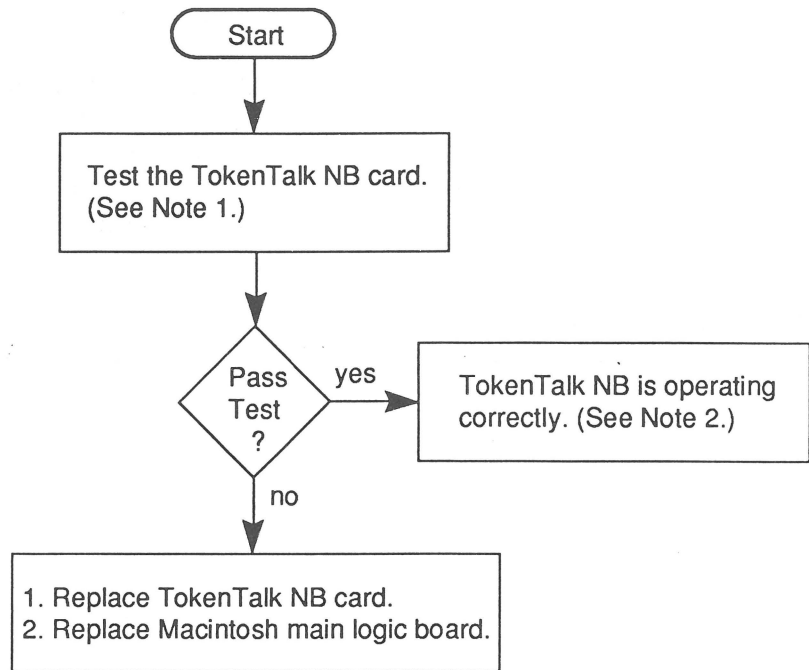 Start
Test the TokenTalk NB card.
(See Note 1.)
Pass
Test
?
yes
TokenTalk NB is operating
correctly. (See Note 2.)
no
1. Replace TokenTalk NB card.
2. Replace Macintosh main logic board.